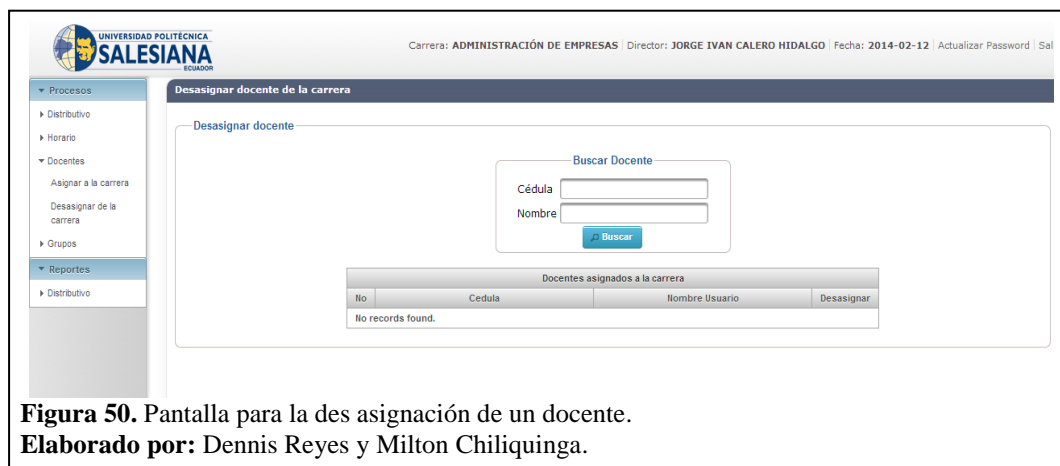 UNIVERSIDAD POLITÉCNICA
SALESIANA
ECUADOR
Carrera: ADMINISTRACIÓN DE EMPRESAS | Director: JORGE IVAN CALERO HIDALGO | Fecha: 2014-02-12 | Actualizar Password | Sal
Procesos
Distributivo
Horario
Docentes
Asignar a la carrera
Desasignar de la
carrera
Grupos
Reportes
Distributivo
Desasignar docente de la carrera
Desasignar docente
Buscar Docente
Cédula
Nombre
Buscar
Docentes asignados a la carrera
No Cedula Nombre Usuario Desasignar
No records found.
Figura 50. Pantalla para la des asignación de un docente.
Elaborado por: Dennis Reyes y Milton Chiliquinga.